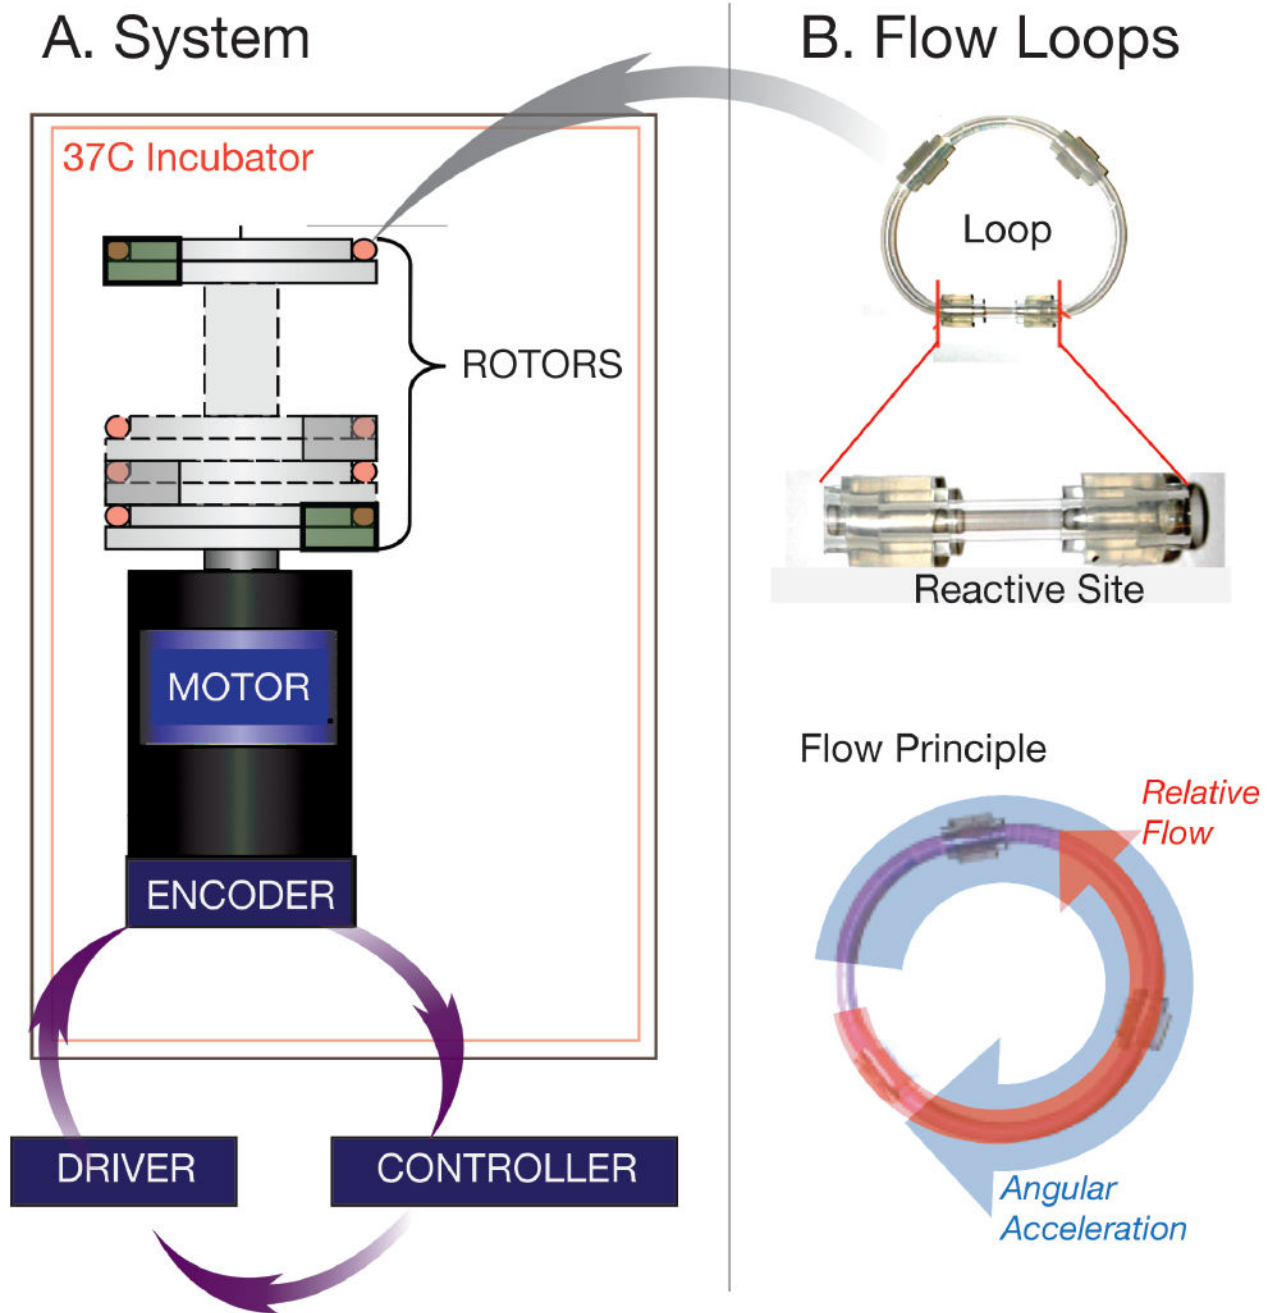 A. System
37C Incubator
ROTORS
MOTOR
ENCODER
DRIVER
CONTROLLER
B. Flow Loops
Loop
Reactive Site
Flow Principle
Relative
Flow
Angular
Acceleration